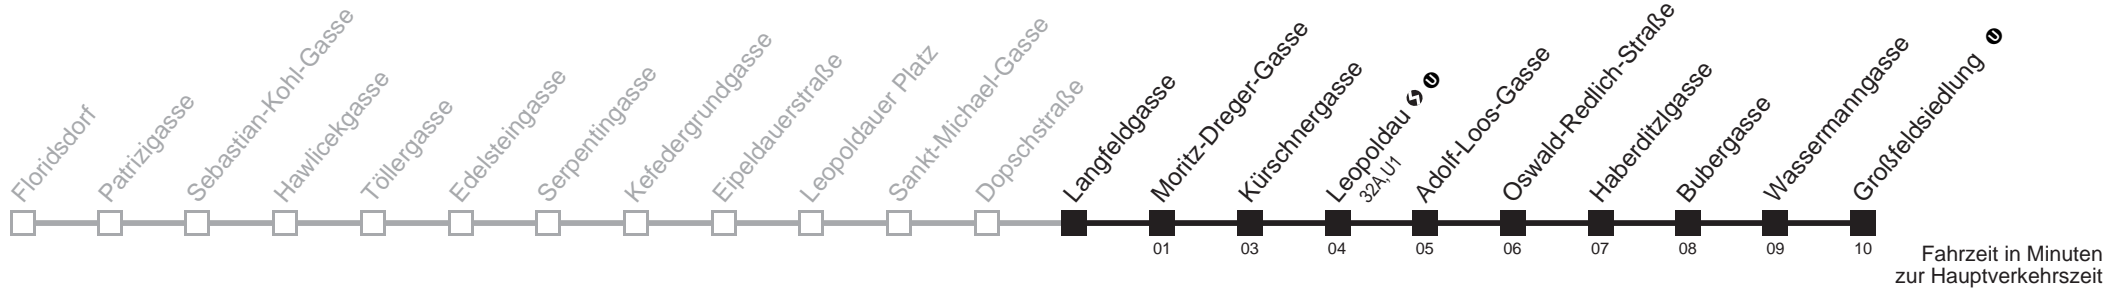 Floridsdorf
Patrizigasse
Sebastian-Kohl-Gasse
Hawlicekgasse
Töllergasse
Edelsteingasse
Serpentingasse
Kefedergrundgasse
Eipeldauerstraße
Leopoldauer Platz
Sankt-Michael-Gasse
Dopschstraße
Langfeldgasse
Moritz-Dreger-Gasse
Kürschnergasse
Leopoldau S U
32A,U1
Adolf-Loos-Gasse
Oswald-Redlich-Straße
Haberditzlgasse
Bubergasse
Wassermanngasse
Großfeldsiedlung U
01 03 04 05 06 07 08 09 10
Fahrzeit in Minuten
zur Hauptverkehrszeit